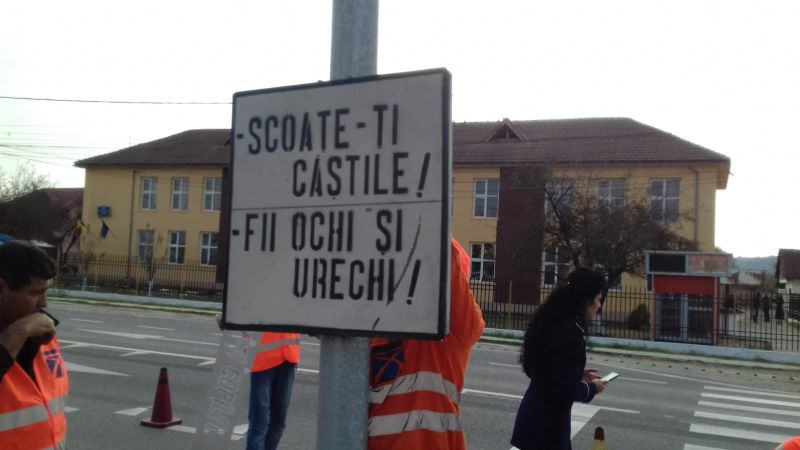 -SCOATE-ȚI
CĂȘTILE!
-FII OCHI ȘI
URECHI!